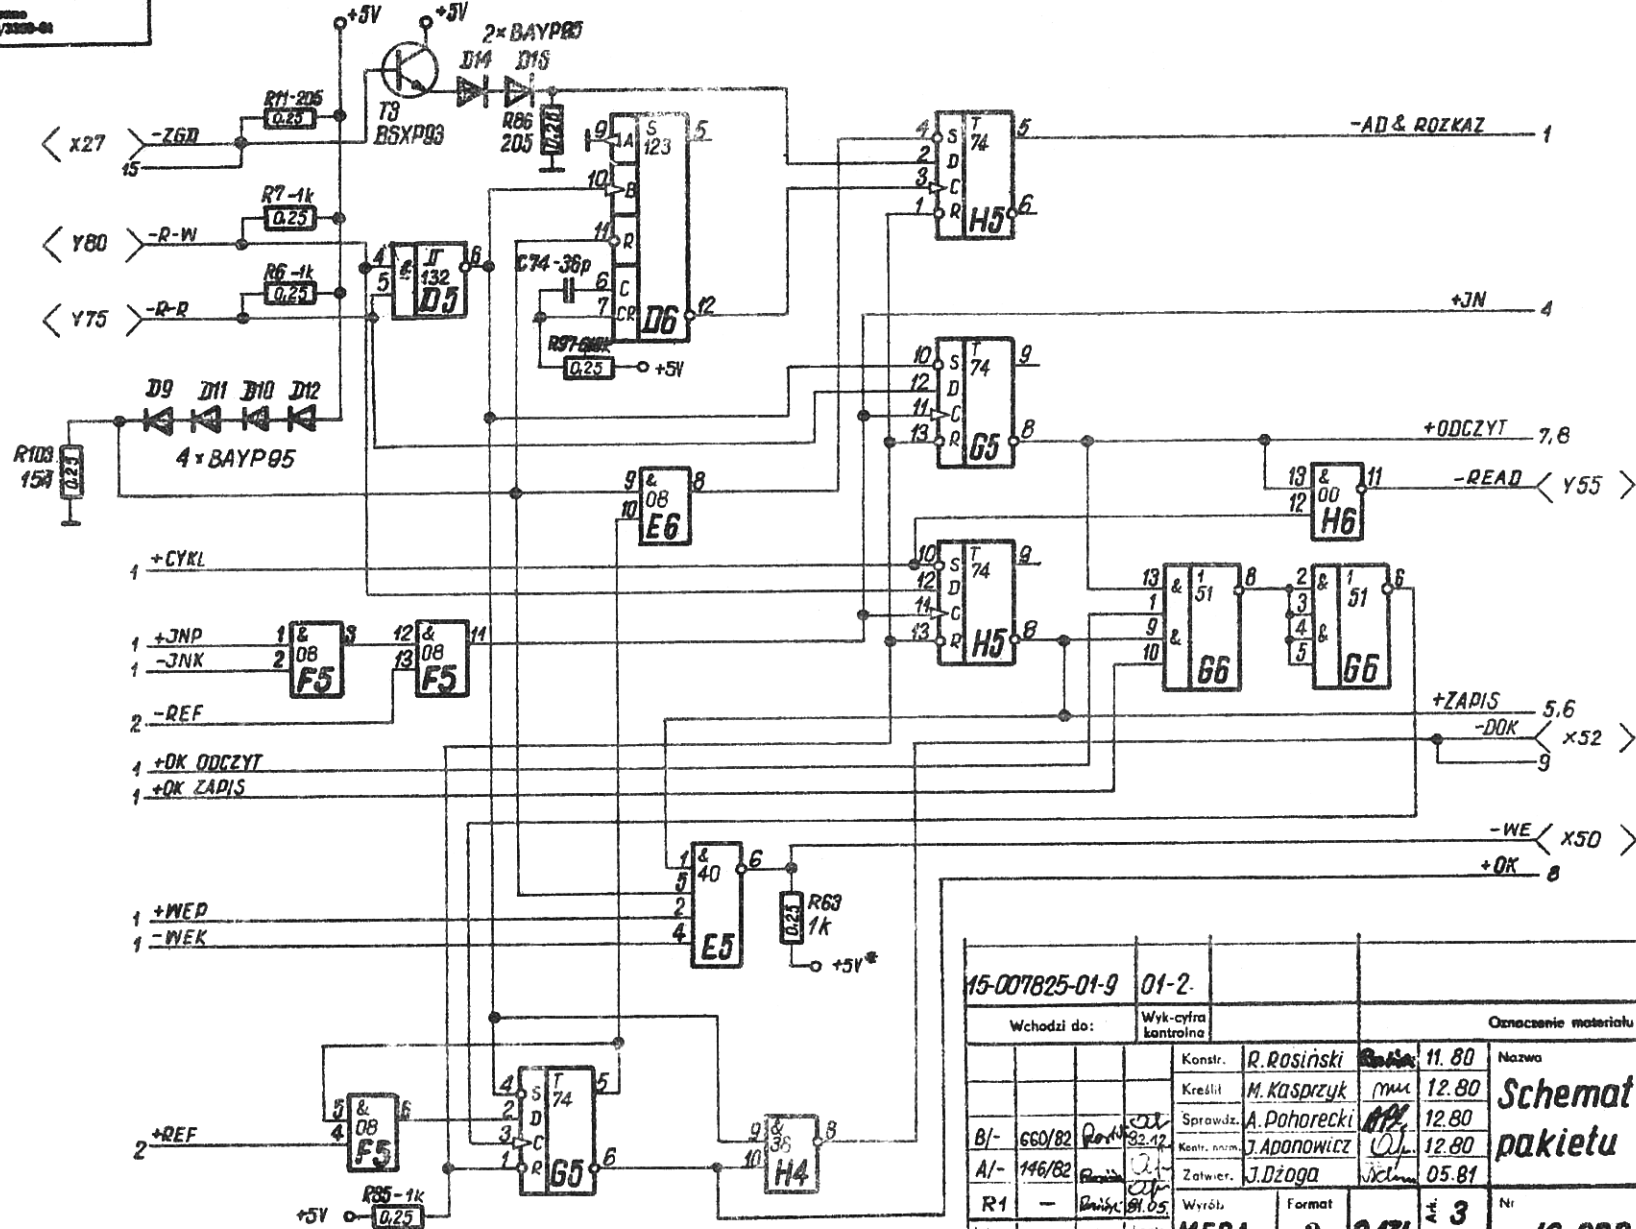 +5V
+5V
2×BAYP95
D14
D15
R11-205
0.25
T9
BSXP93
R86
205
0.25
X27
-ZGD
15
R7-1k
0.25
Y80
-R-W
R6-1k
0.25
Y75
-R-R
4
5
132
D5
6
9
1A
S
123
5
10
B
11
R
C74-36p
6
C
7
CR
D6
12
0.25
+5V
4
S
T
74
5
2
D
3
C
1
R
H5
6
-AD & ROZKAZ
1
+JN
4
10
S
T
74
9
12
D
11
C
13
R
G5
8
+ODCZYT
7,8
D9
D11
D10
D12
4×BAYP95
R103
0.25
9
&
08
8
10
E6
13
&
00
11
12
H6
-READ
Y55
1
+CYKL
10
S
T
74
9
12
D
11
C
13
R
H5
8
13
&
1
51
8
1
9
&
10
G6
2
&
1
51
6
3
4
&
5
G6
1
+JNP
1
&
08
3
12
&
08
11
1
-JNK
2
F5
13
F5
2
-REF
+ZAPIS
5,6
-DOK
X52
9
1
+OK ODCZYT
1
+OK ZAPIS
-WE
X50
+OK
8
1
&
40
6
5
2
4
E5
R63
1k
0.25
+5V*
1
+WEP
1
-WEK
5
&
08
6
4
F5
2
+REF
4
S
T
74
5
2
D
3
C
1
R
G5
6
9
&
38
8
10
H4
R85-1k
+5V
0.25
15-007825-01-9
01-2.
Wchodzi do:
Wyk-cyfra
kontrolna
Oznaczenie materiału
Konstr.
R.Rosiński
11.80
Nazwa
Kreślił
M.Kasprzyk
12.80
Schemat
Sprawdz.
A.Pohorecki
12.80
B/-
660/82
Kontr. norm.
J.Adonowicz
12.80
pakietu
A/-
146/82
Zatwier.
J.Dżoga
05.81
R1
-
Wyrób
Format
Ark.
3
Nr